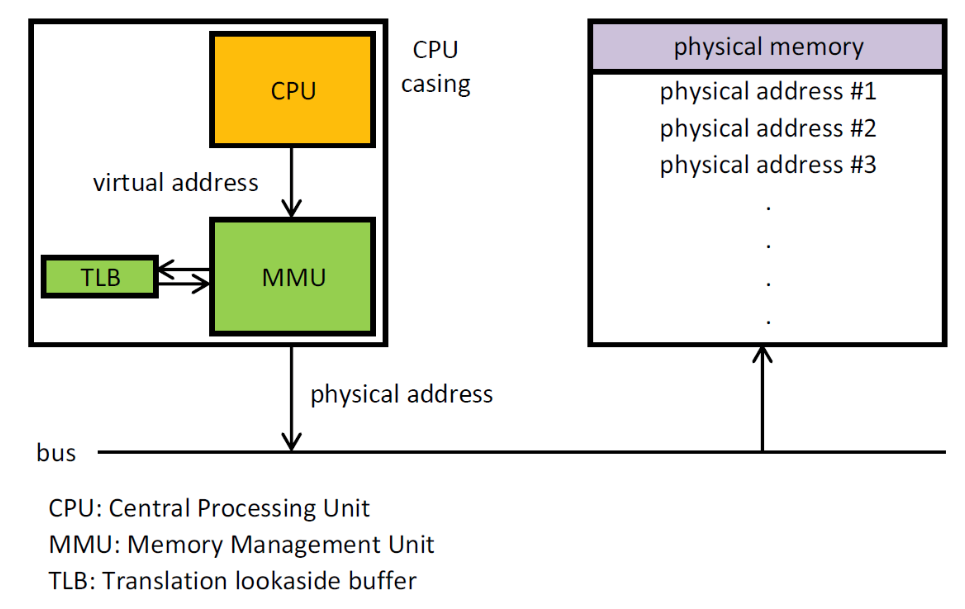 CPU
CPU
casing
virtual address
TLB
MMU
physical memory
physical address #1
physical address #2
physical address #3
.
.
.
.
physical address
bus
CPU: Central Processing Unit
MMU: Memory Management Unit
TLB: Translation lookaside buffer